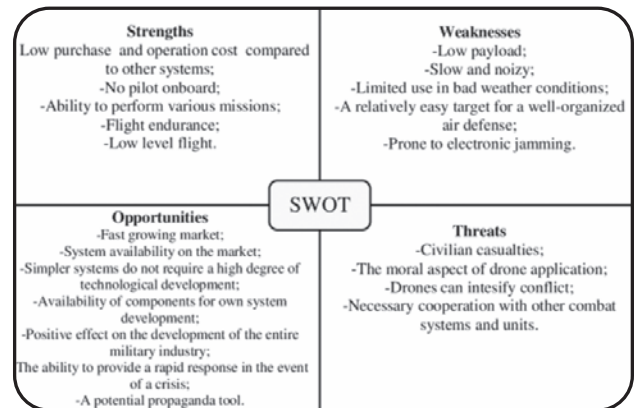 Strengths
Low purchase and operation cost compared
to other systems;
-No pilot onboard;
-Ability to perform various missions;
-Flight endurance;
-Low level flight.
Weaknesses
-Low payload;
-Slow and noizy;
-Limited use in bad weather conditions;
-A relatively easy target for a well-organized
air defense;
-Prone to electronic jamming.
SWOT
Opportunities
-Fast growing market;
-System availability on the market;
-Simpler systems do not require a high degree of
technological development;
-Availability of components for own system
development;
-Positive effect on the development of the entire
military industry;
The ability to provide a rapid response in the event
of a crisis;
-A potential propaganda tool.
Threats
-Civilian casualties;
-The moral aspect of drone application;
-Drones can intesify conflict;
-Necessary cooperation with other combat
systems and units.